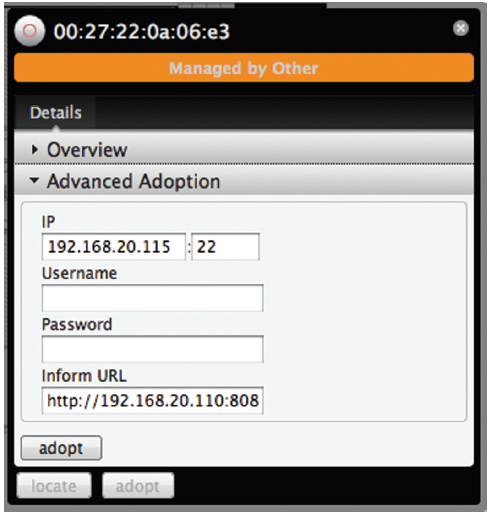 00:27:22:0a:06:e3
Managed by Other
Details
Overview
Advanced Adoption
IP
192.168.20.115 : 22
Username
Password
Inform URL
http://192.168.20.110:808
adopt
locate adopt